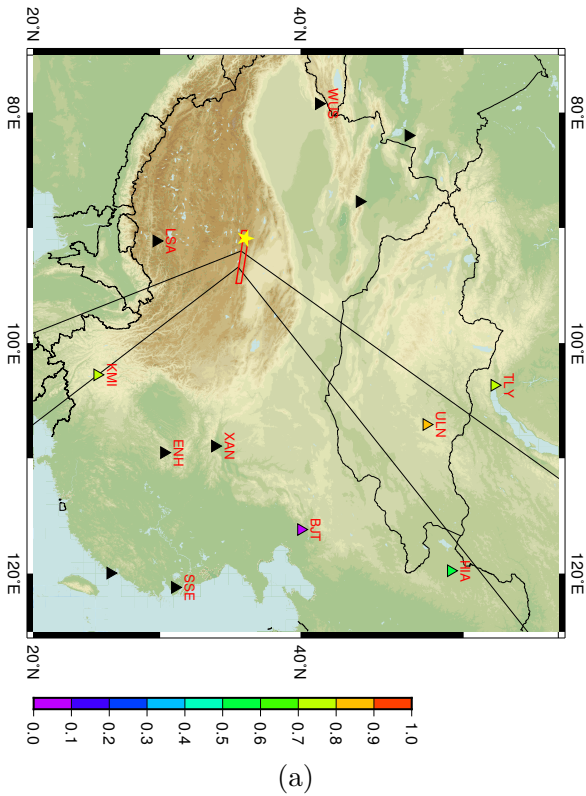 20˚N
40˚N
80˚E
100˚E
120˚E
80˚E
100˚E
120˚E
WUS
LSA
TLY
KMI
ULN
XAN
ENH
BJT
HIA
SSE
20˚N
40˚N
0.0
0.1
0.2
0.3
0.4
0.5
0.6
0.7
0.8
0.9
1.0
(a)